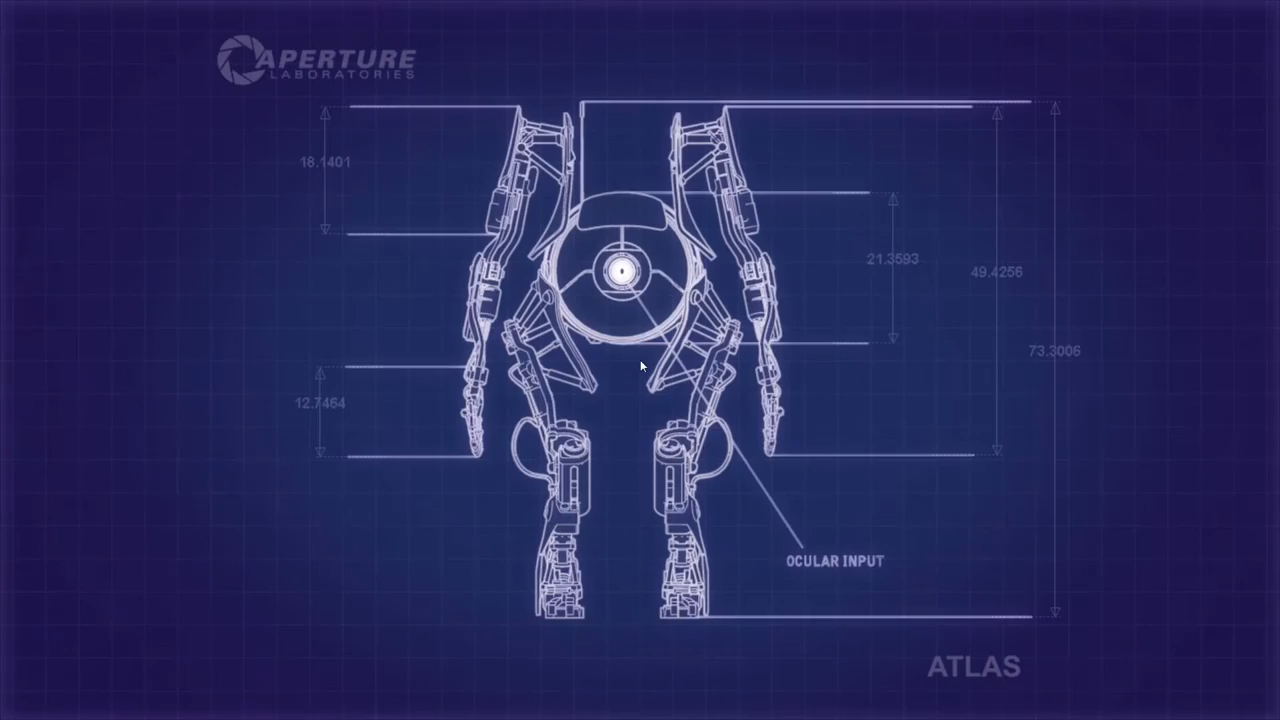 APERTURE
LABORATORIES
18.1401
21.3593
49.4256
73.3006
12.7464
OCULAR INPUT
ATLAS